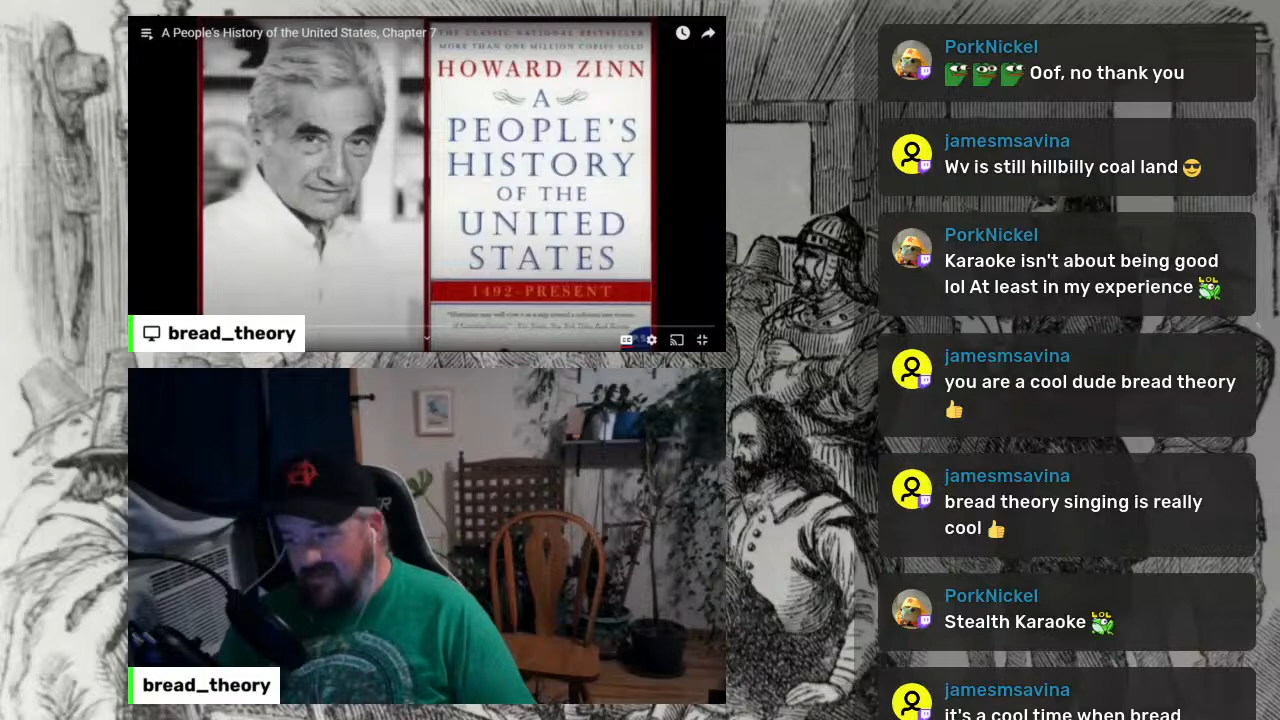 A People's History of the United States, Chapter 7
THE CLASSIC NATIONAL BESTSELLER
MORE THAN ONE MILLION COPIES SOLD
HOWARD ZINN
A
PEOPLE'S
HISTORY
OF THE
UNITED
STATES
1492–PRESENT
bread_theory
bread_theory
PorkNickel
Oof, no thank you
jamesmsavina
Wv is still hillbilly coal land 😎
PorkNickel
Karaoke isn't about being good
lol At least in my experience
jamesmsavina
you are a cool dude bread theory
👍
jamesmsavina
bread theory singing is really
cool 👍
PorkNickel
Stealth Karaoke
jamesmsavina
it's a cool time when bread